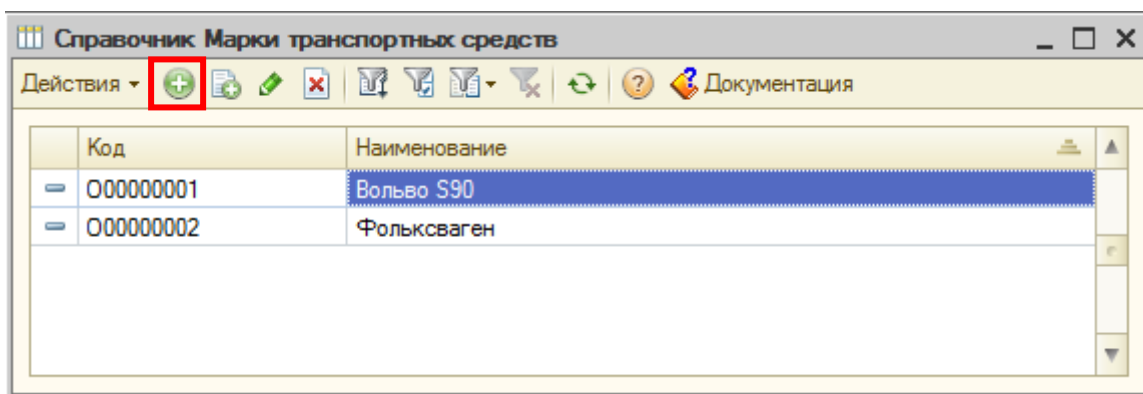 Справочник Марки транспортных средств
Действия Документация
Код Наименование
О00000001 Вольво S90
О00000002 Фольксваген